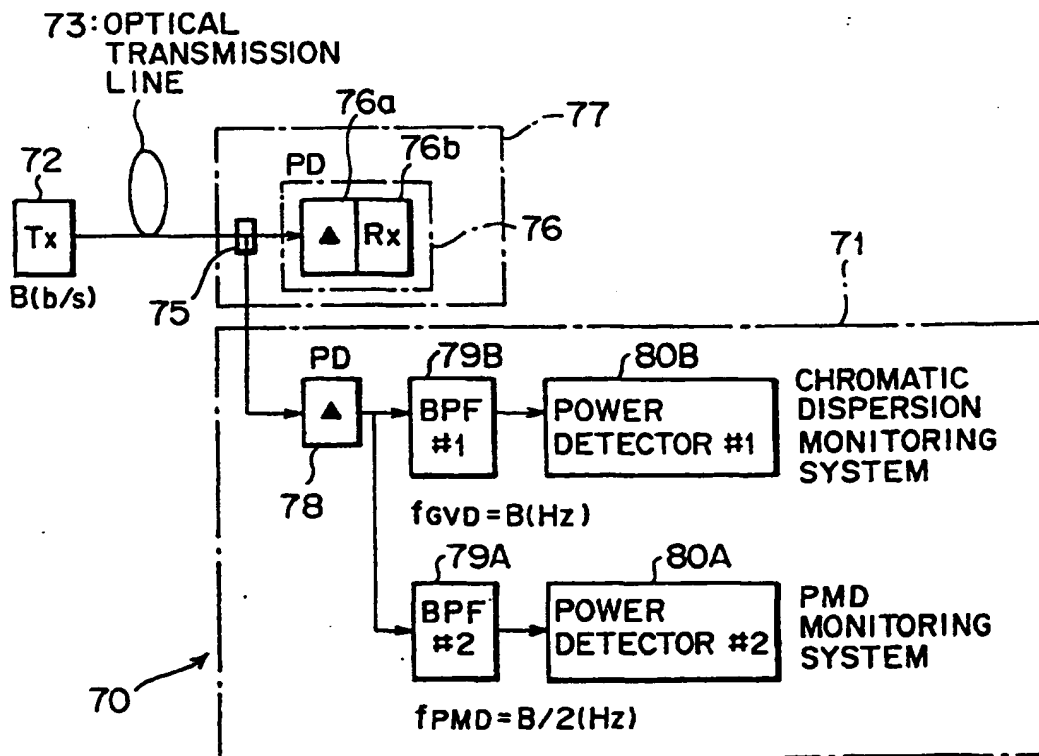 73:OPTICAL
TRANSMISSION
LINE
76a
77
72
PD
76b
Tx
Rx
76
B(b/s)
75
71
PD
79B
80B
BPF
#1
POWER
DETECTOR #1
CHROMATIC
DISPERSION
MONITORING
SYSTEM
78
fGVD=B(Hz)
79A
80A
BPF
#2
POWER
DETECTOR #2
PMD
MONITORING
SYSTEM
70
fPMD=B/2(Hz)